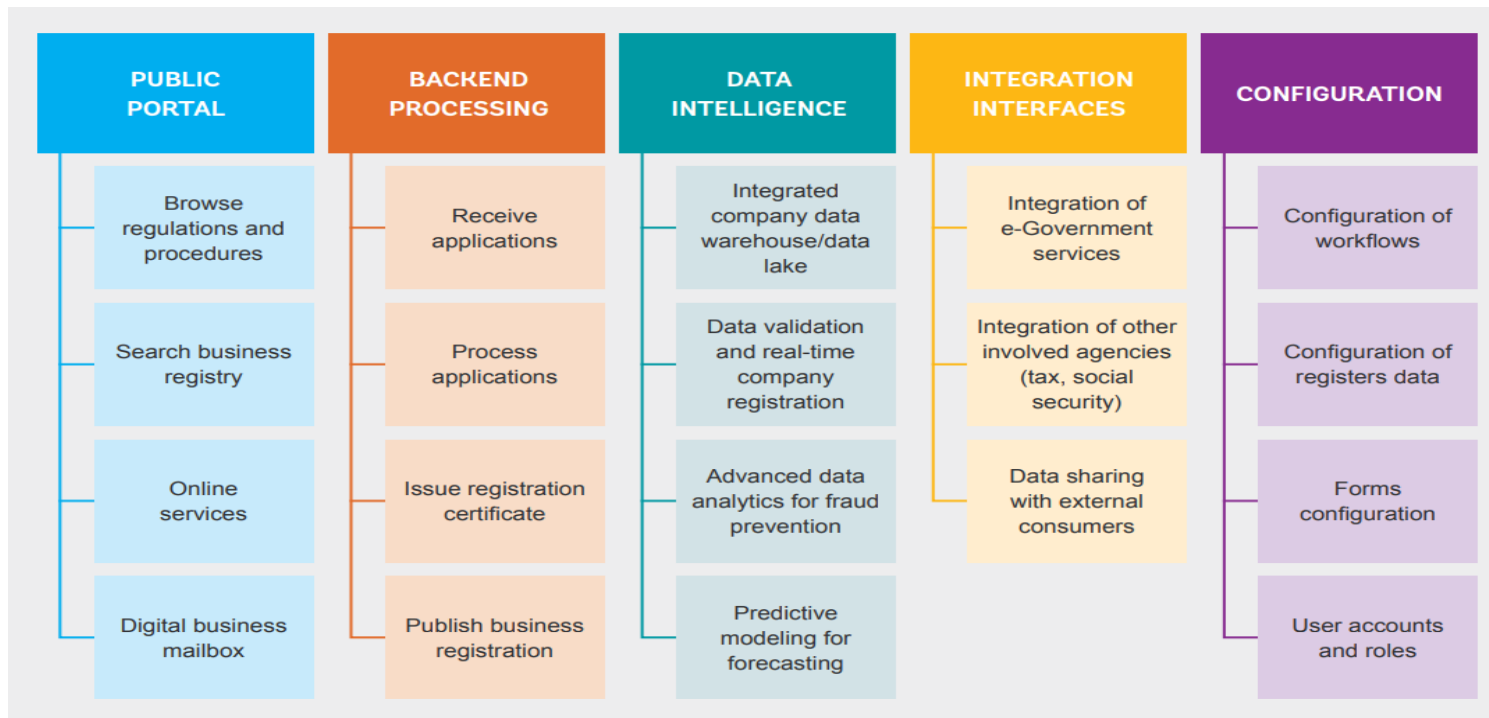 PUBLIC
PORTAL
Browse
regulations and
procedures
Search business
registry
Online
services
Digital business
mailbox
BACKEND
PROCESSING
Receive
applications
Process
applications
Issue registration
certificate
Publish business
registration
DATA
INTELLIGENCE
Integrated
company data
warehouse/data
lake
Data validation
and real-time
company
registration
Advanced data
analytics for fraud
prevention
Predictive
modeling for
forecasting
INTEGRATION
INTERFACES
Integration of
e-Government
services
Integration of other
involved agencies
(tax, social
security)
Data sharing
with external
consumers
CONFIGURATION
Configuration of
workflows
Configuration of
registers data
Forms
configuration
User accounts
and roles